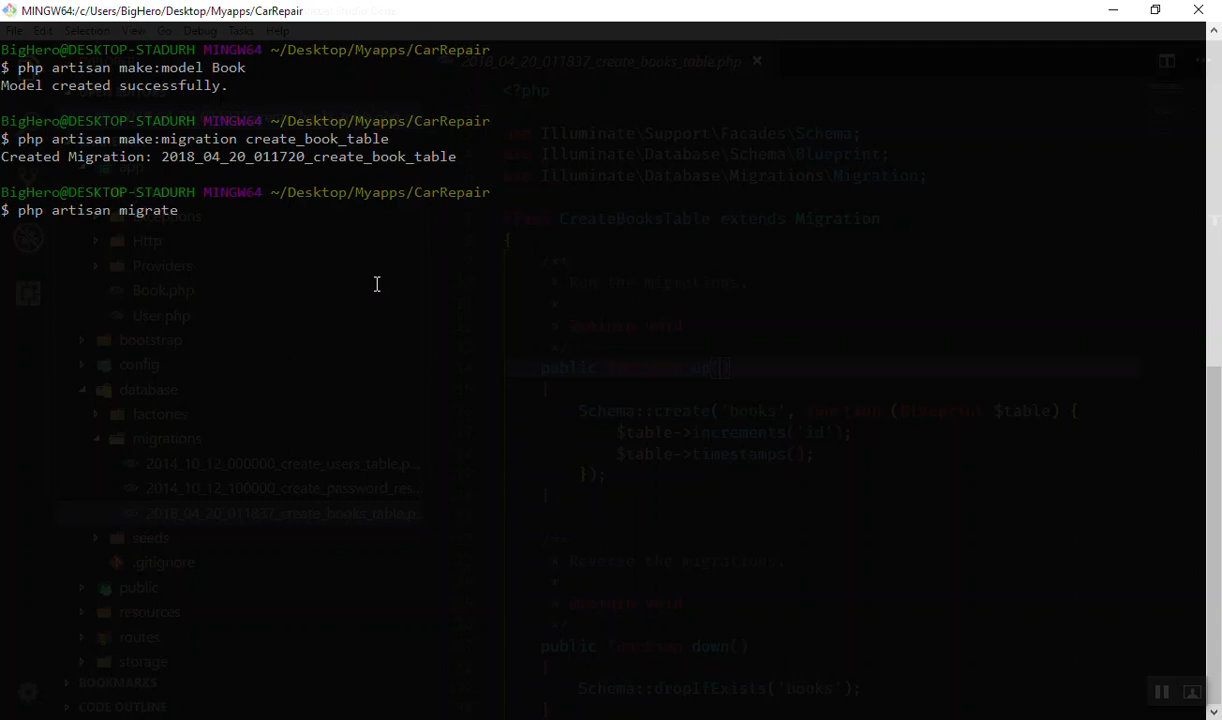 MINGW64:/c/Users/BigHero/Desktop/Myapps/CarRepair
File Edit Selection View Go Debug Tasks Help
BigHero@DESKTOP-STADURH MINGW64 ~/Desktop/Myapps/CarRepair
$ php artisan make:model Book
Model created successfully.
BigHero@DESKTOP-STADURH MINGW64 ~/Desktop/Myapps/CarRepair
$ php artisan make:migration create_book_table
Created Migration: 2018_04_20_011720_create_book_table
BigHero@DESKTOP-STADURH MINGW64 ~/Desktop/Myapps/CarRepair
$ php artisan migrate
app
Http
Providers
Book.php
User.php
bootstrap
config
database
factories
migrations
2014_10_12_000000_create_users_table.p...
2014_10_12_100000_create_password_res...
2018_04_20_011837_create_books_table.p...
seeds
.gitignore
public
resources
routes
storage
BOOKMARKS
CODE OUTLINE
2018_04_20_011837_create_books_table.php
<?php
Illuminate\Support\Facades\Schema;
Illuminate\Database\Schema\Blueprint;
Illuminate\Database\Migrations\Migration;
CreateBooksTable extends Migration
{
/**
* Run the migrations.
*
* @return void
*/
public function up()
{
Schema::create('books', function (Blueprint $table) {
$table->increments('id');
$table->timestamps();
});
}
/**
* Reverse the migrations.
*
* @return void
*/
public function down()
{
Schema::dropIfExists('books');
}